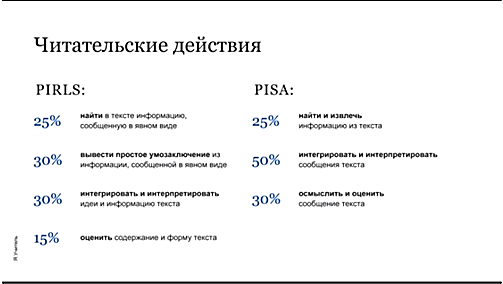 Читательские действия
PIRLS:
25%
найти в тексте информацию,
сообщенную в явном виде
30%
вывести простое умозаключение из
информации, сообщенной в явном виде
30%
интегрировать и интерпретировать
идеи и информацию текста
15%
оценить содержание и форму текста
PISA:
25%
найти и извлечь
информацию из текста
50%
интегрировать и интерпретировать
сообщения текста
30%
осмыслить и оценить
сообщение текста
Я Учитель